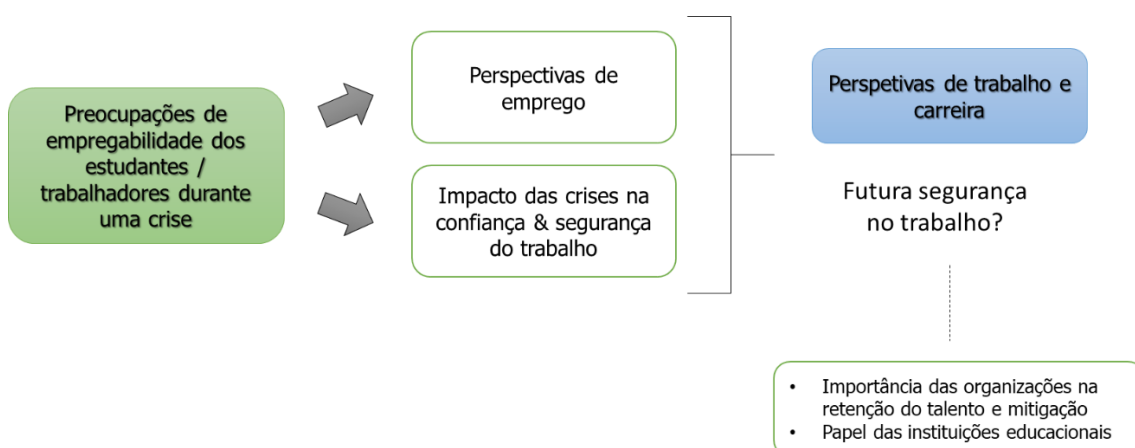 Preocupações de
empregabilidade dos
estudantes /
trabalhadores durante
uma crise
Perspectivas de
emprego
Impacto das crises na
confiança & segurança
do trabalho
Perspetivas de trabalho e
carreira
Futura segurança
no trabalho?
• Importância das organizações na
retenção do talento e mitigação
• Papel das instituições educacionais